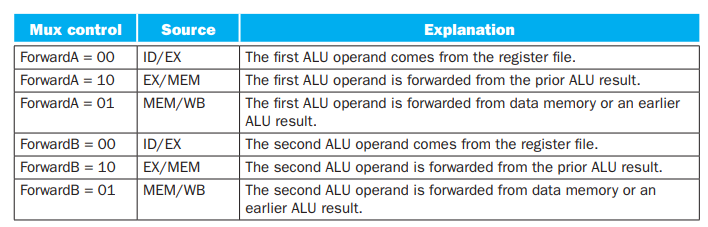 Mux control Source Explanation
ForwardA = 00 ID/EX The first ALU operand comes from the register file.
ForwardA = 10 EX/MEM The first ALU operand is forwarded from the prior ALU result.
ForwardA = 01 MEM/WB The first ALU operand is forwarded from data memory or an earlier
ALU result.
ForwardB = 00 ID/EX The second ALU operand comes from the register file.
ForwardB = 10 EX/MEM The second ALU operand is forwarded from the prior ALU result.
ForwardB = 01 MEM/WB The second ALU operand is forwarded from data memory or an
earlier ALU result.